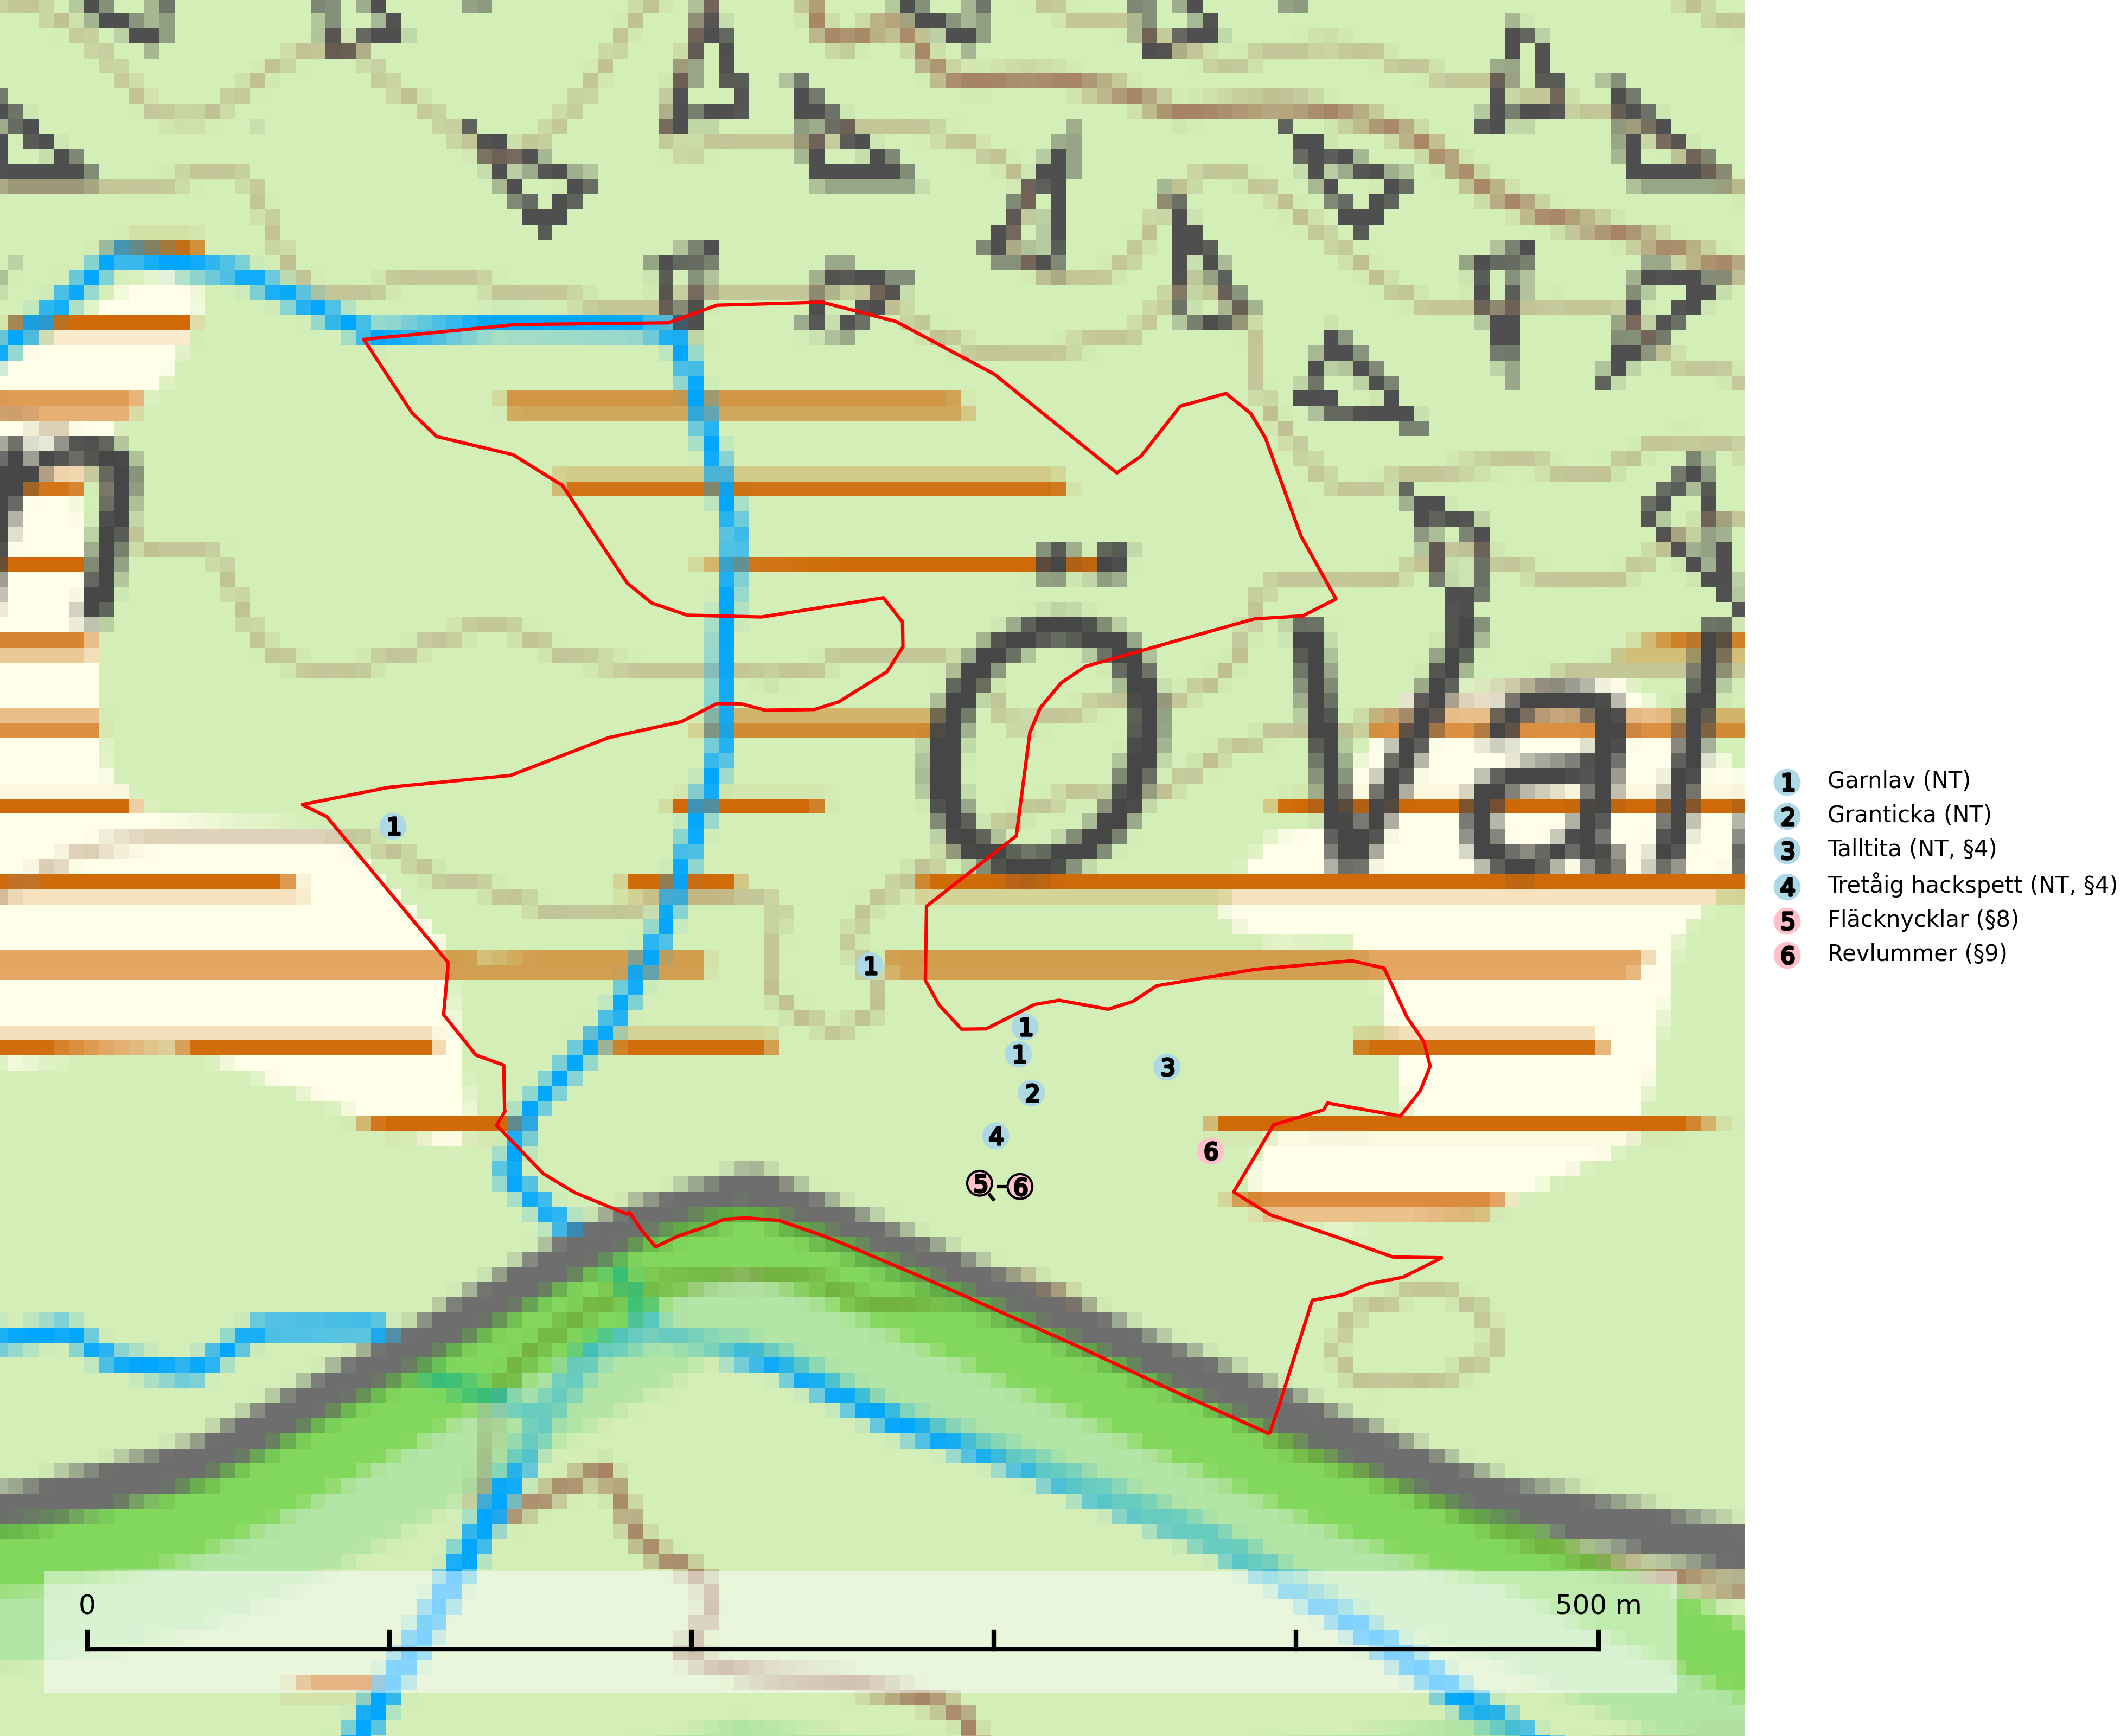 n
Ö Val
1
1
1
1
3
2
4
6
5
6
0
500 m
1 Garnlav (NT)
2 Granticka (NT)
3 Talltita (NT, §4)
4 Tretåig hackspett (NT, §4)
5 Fläcknycklar (§8)
6 Revlummer (§9)